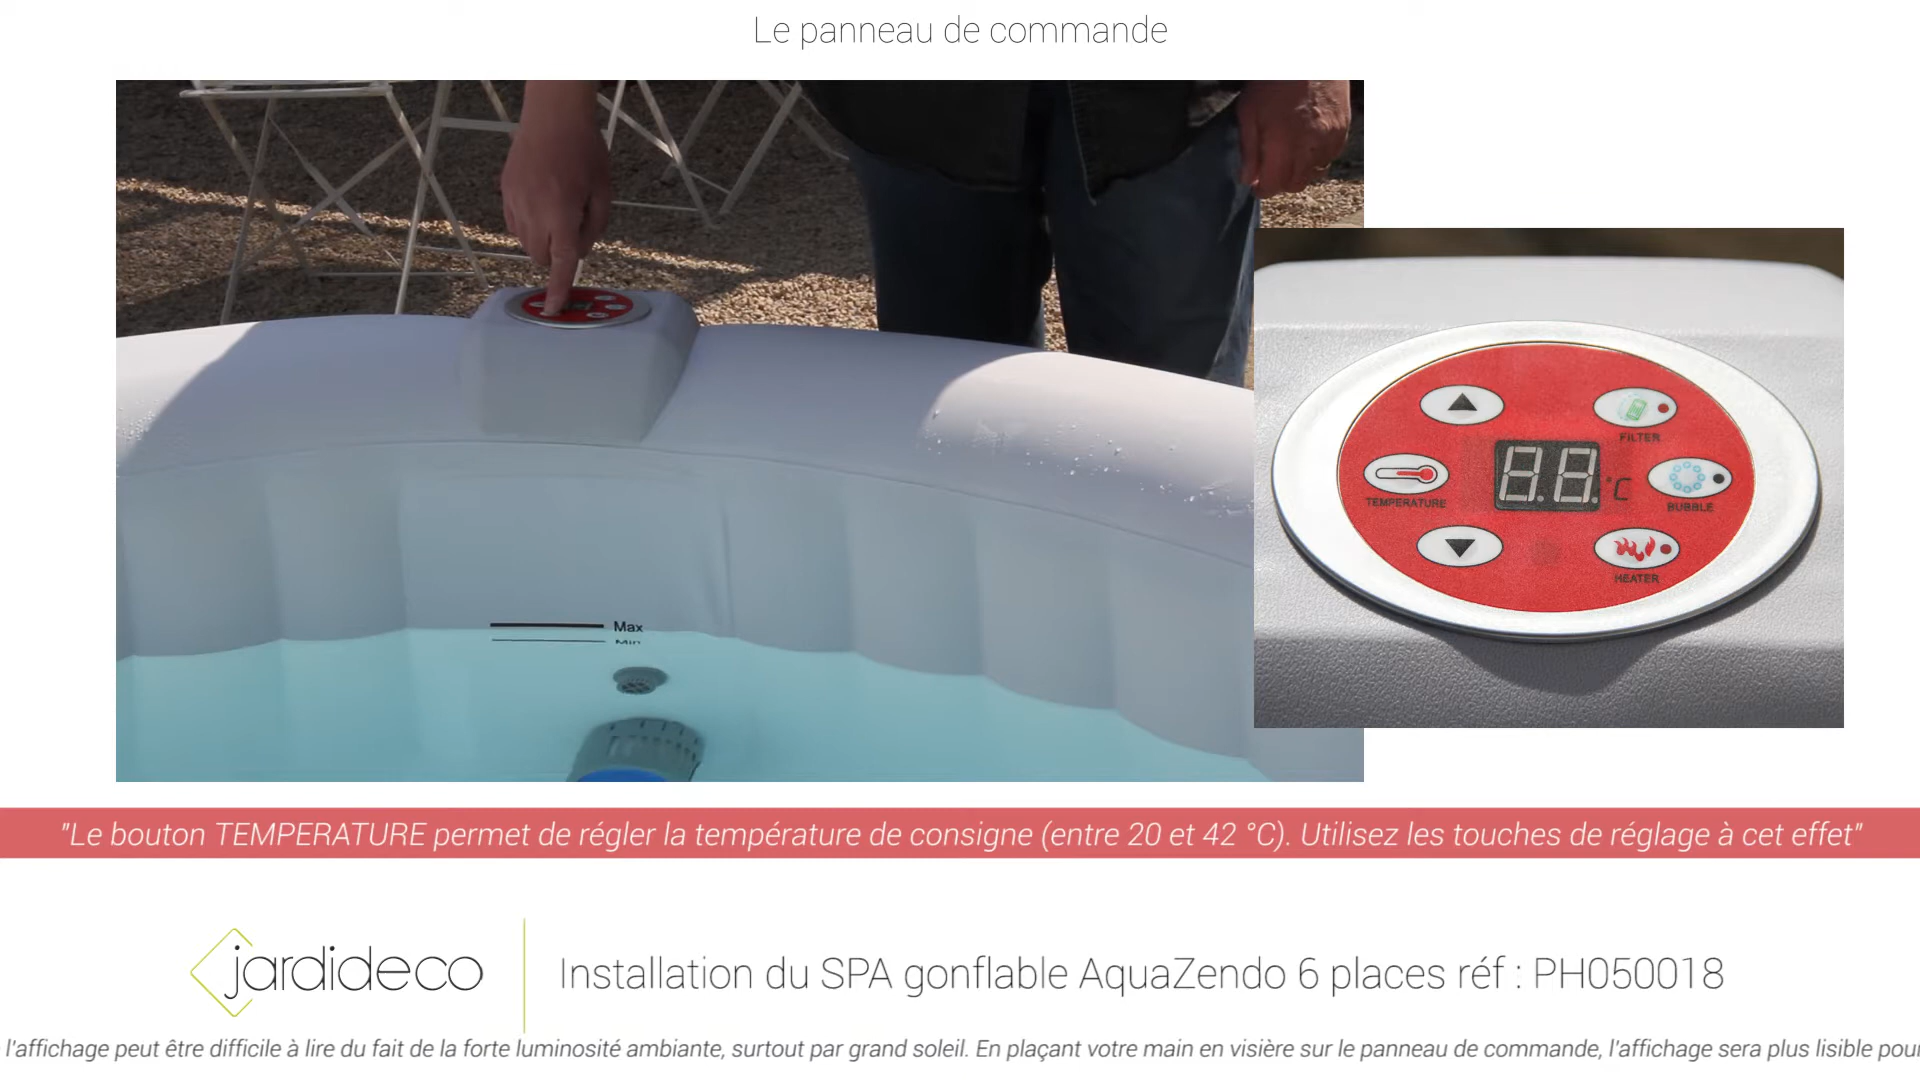 Le panneau de commande
FILTER
88 °C
TEMPERATURE
BUBBLE
HEATER
Max
Min
"Le bouton TEMPERATURE permet de régler la température de consigne (entre 20 et 42 °C). Utilisez les touches de réglage à cet effet"
jardideco
Installation du SPA gonflable AquaZendo 6 places réf : PH050018
l'affichage peut être difficile à lire du fait de la forte luminosité ambiante, surtout par grand soleil. En plaçant votre main en visière sur le panneau de commande, l'affichage sera plus lisible pour